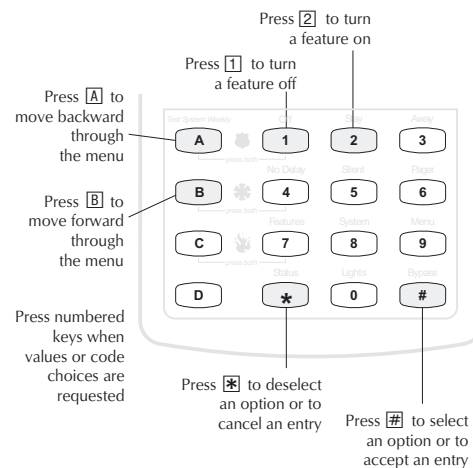 Press 2 to turn
a feature on
Press 1 to turn
a feature off
Press A to
move backward
through
the menu
Press B to
move forward
through
the menu
Press numbered
keys when
values or code
choices are
requested
Test System Weekly Off Stay Away
A 1 2 3
press both
No Delay Silent Pager
B 4 5 6
press both
Features System Menu
C 7 8 9
press both
Status Lights Bypass
D * 0 #
Press * to deselect
an option or to
cancel an entry
Press # to select
an option or to
accept an entry